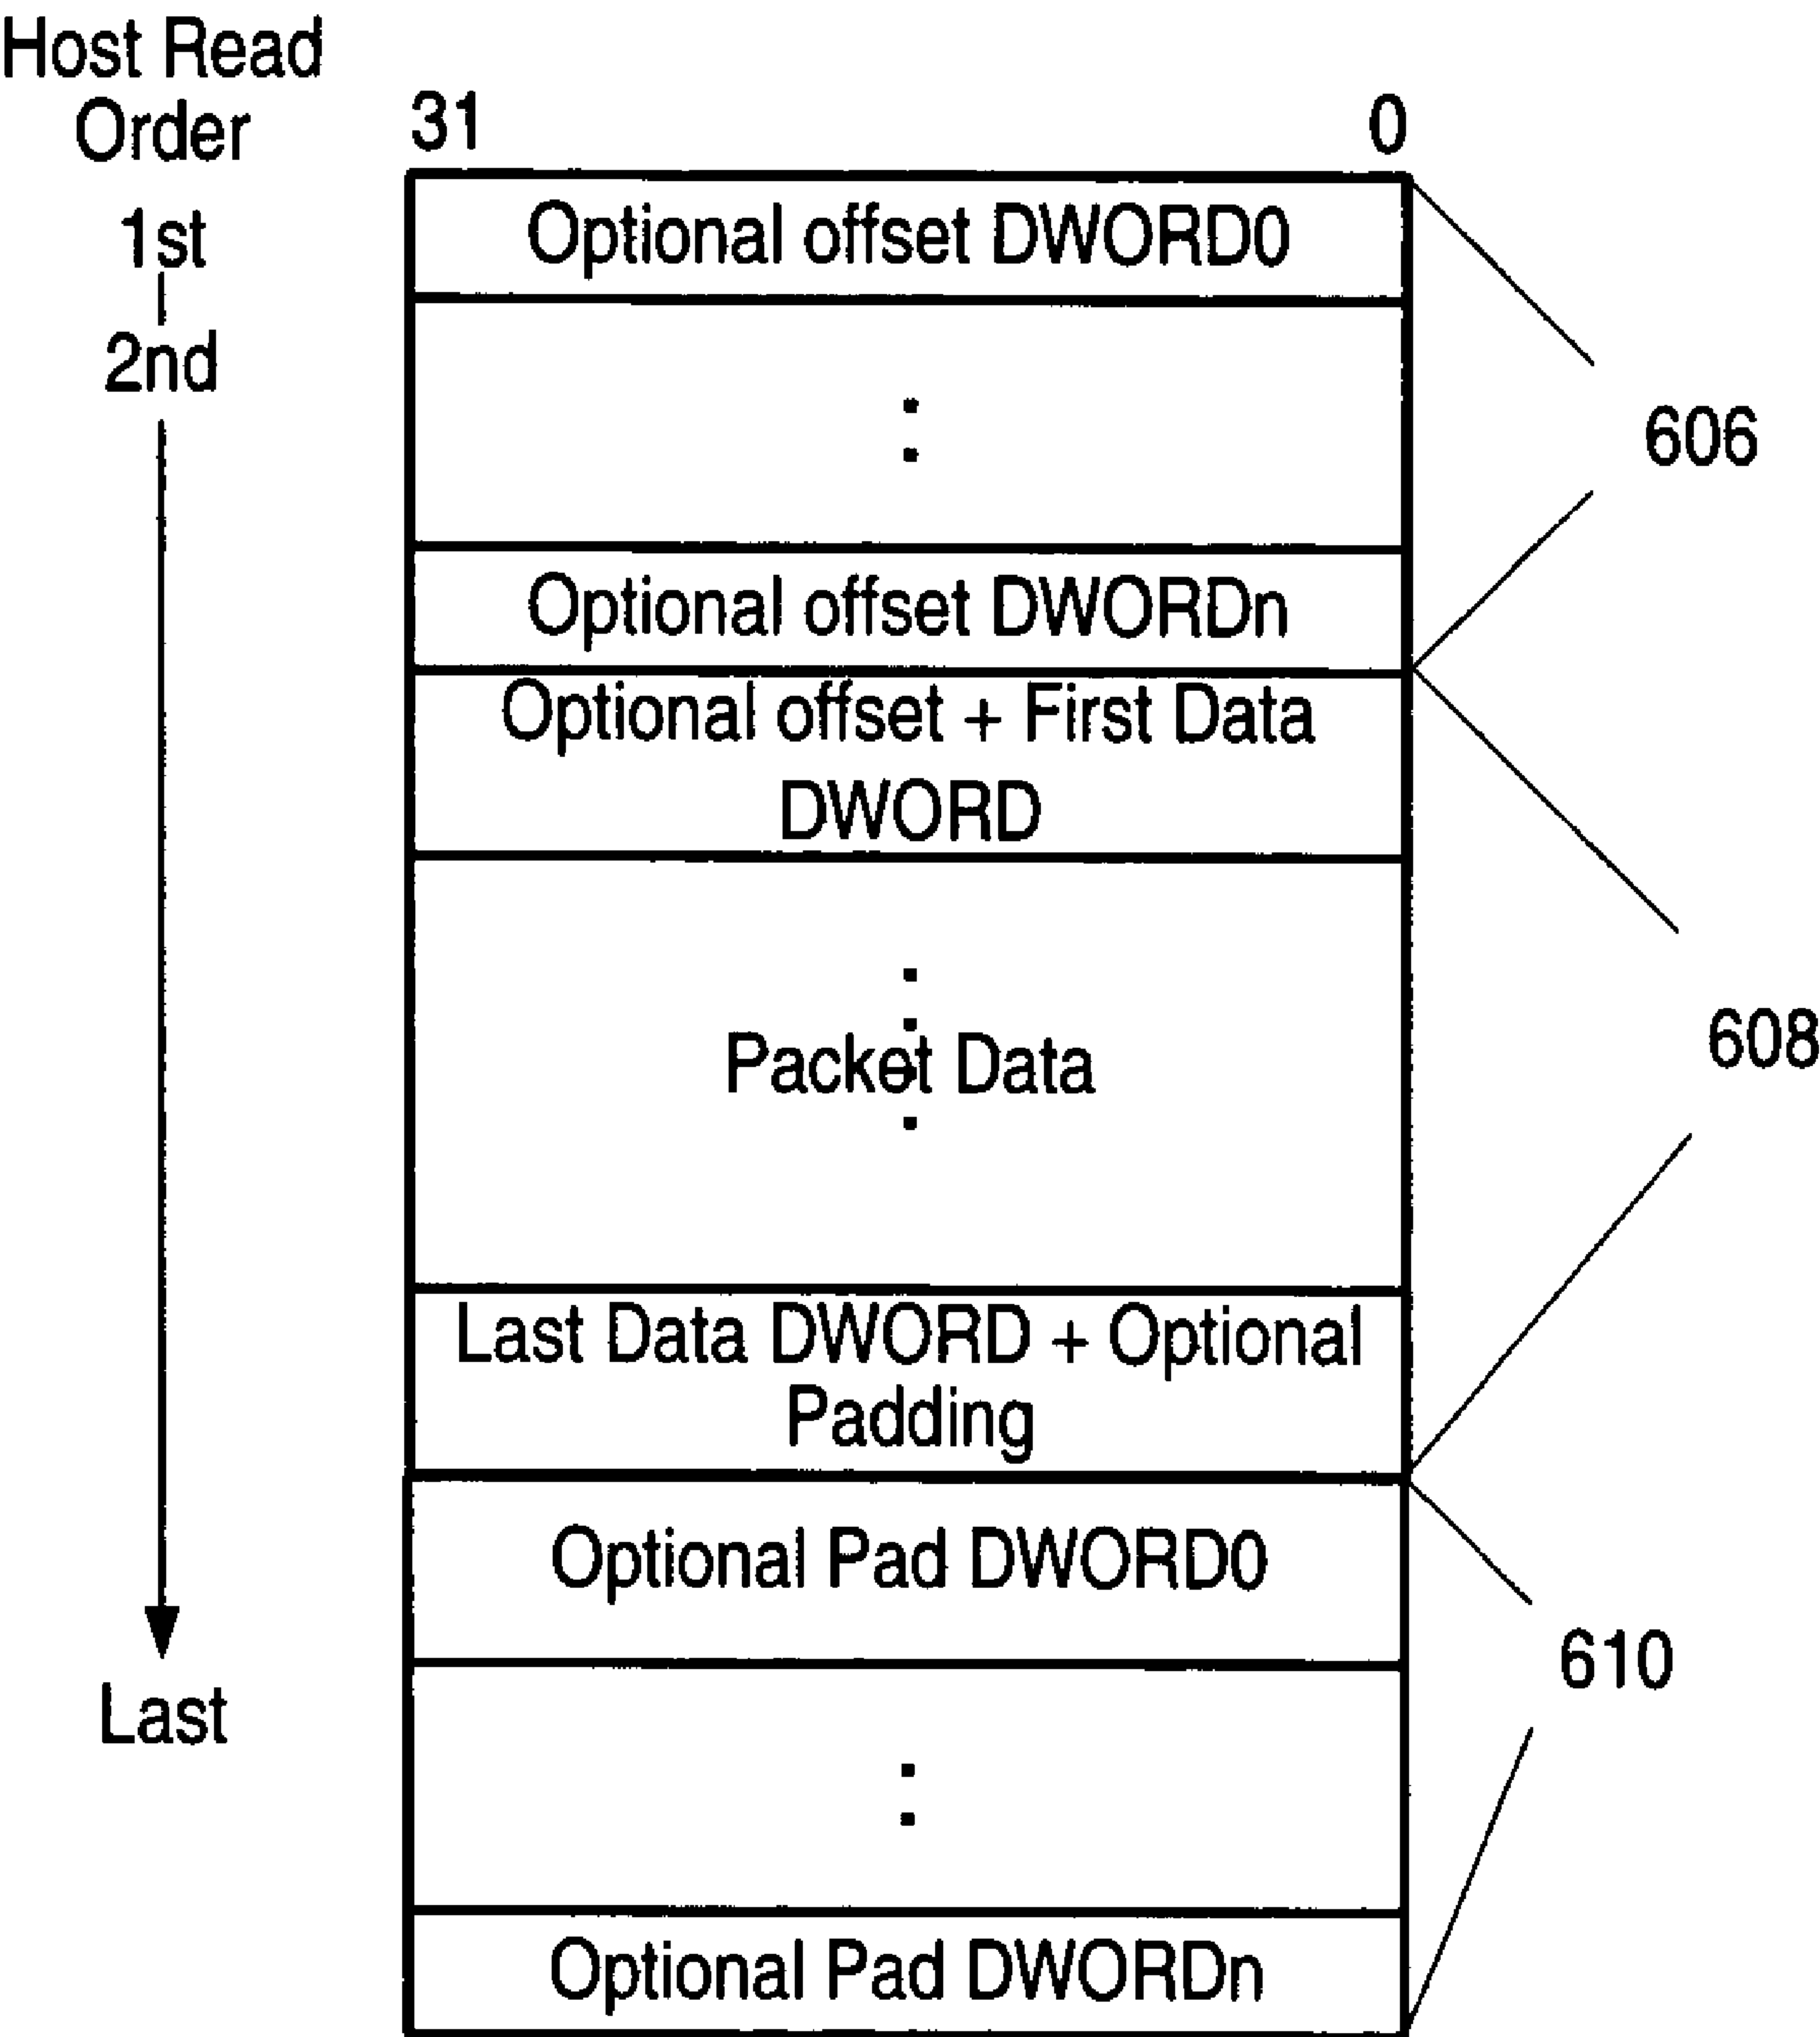 Host Read
Order
31
0
1st
Optional offset DWORD0
2nd
606
Optional offset DWORDn
Optional offset + First Data
DWORD
Packet Data
608
Last Data DWORD + Optional
Padding
Optional Pad DWORD0
610
Last
Optional Pad DWORDn